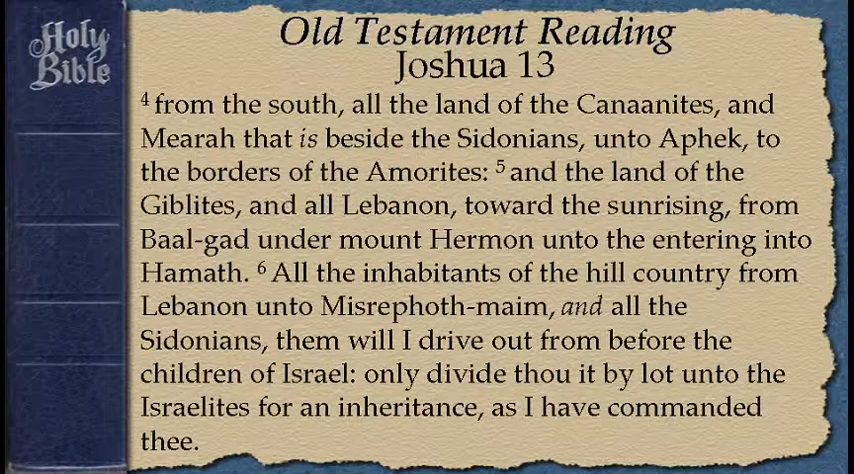 Holy
Bible
Old Testament Reading
Joshua 13
4 from the south, all the land of the Canaanites, and
Mearah that is beside the Sidonians, unto Aphek, to
the borders of the Amorites: 5 and the land of the
Giblites, and all Lebanon, toward the sunrising, from
Baal-gad under mount Hermon unto the entering into
Hamath. 6 All the inhabitants of the hill country from
Lebanon unto Misrephoth-maim, and all the
Sidonians, them will I drive out from before the
children of Israel: only divide thou it by lot unto the
Israelites for an inheritance, as I have commanded
thee.